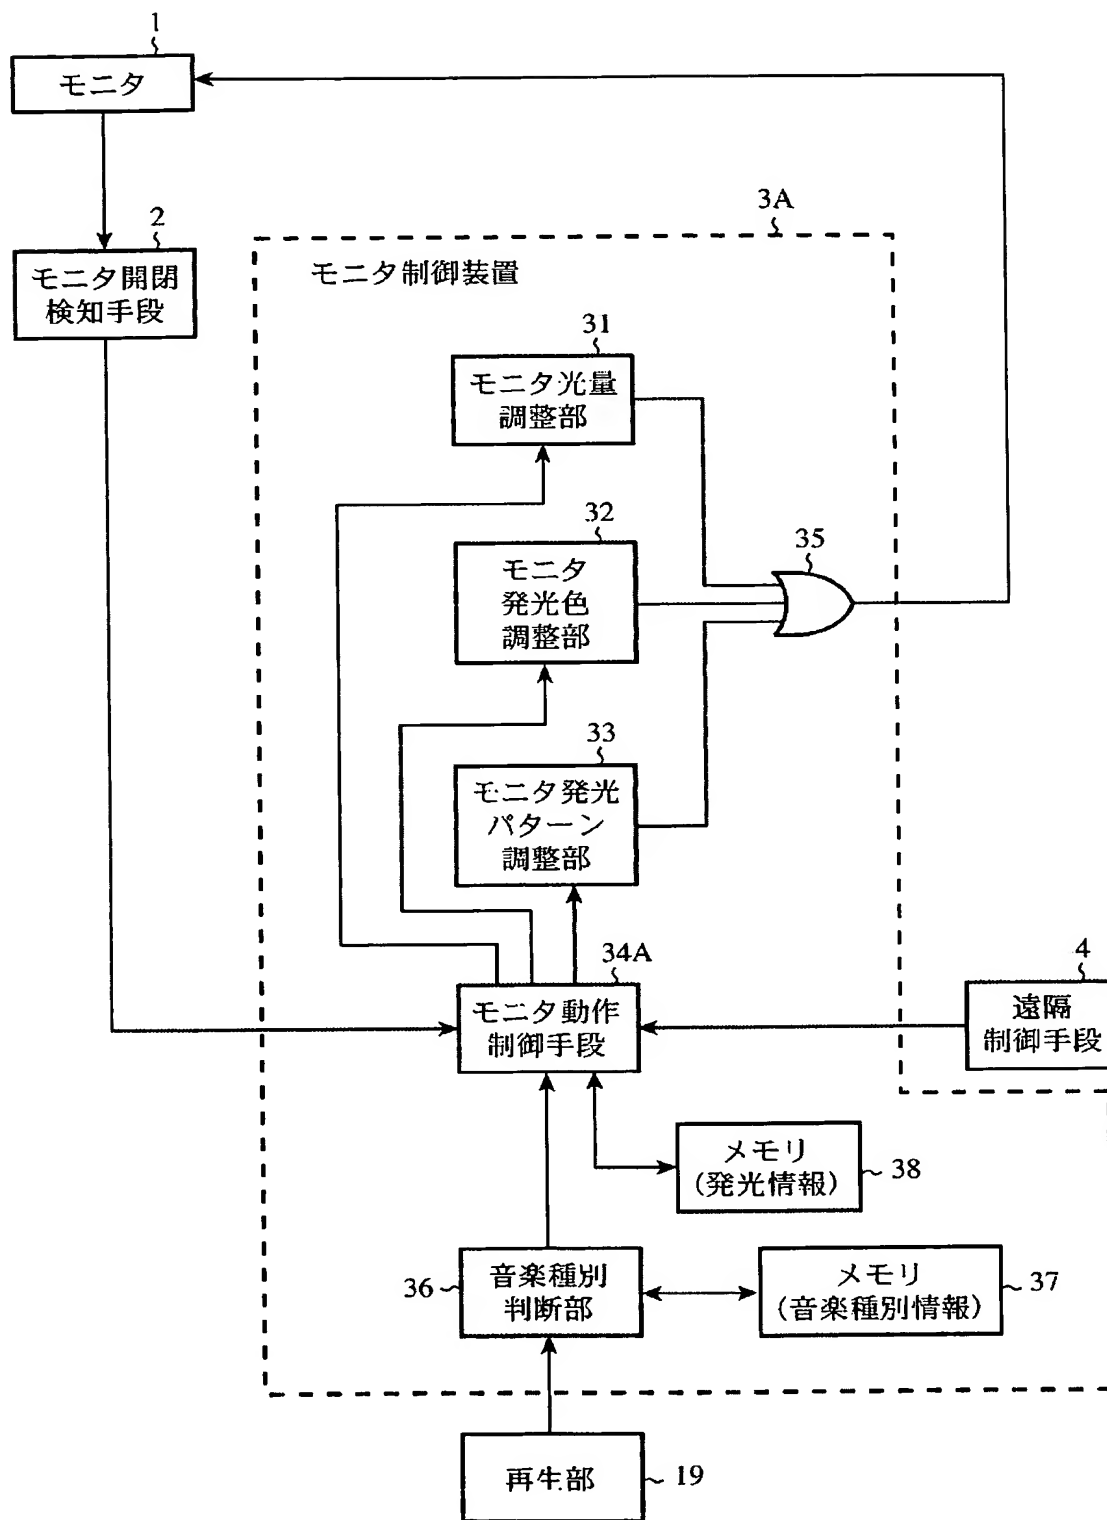 1
モニタ
2
モニタ開閉
検知手段
3A
モニタ制御装置
31
モニタ光量
調整部
32
モニタ
発光色
調整部
35
33
モニタ発光
パターン
調整部
34A
モニタ動作
制御手段
4
遠隔
制御手段
メモリ
(発光情報)
38
36
音楽種別
判断部
メモリ
(音楽種別情報)
37
再生部
19